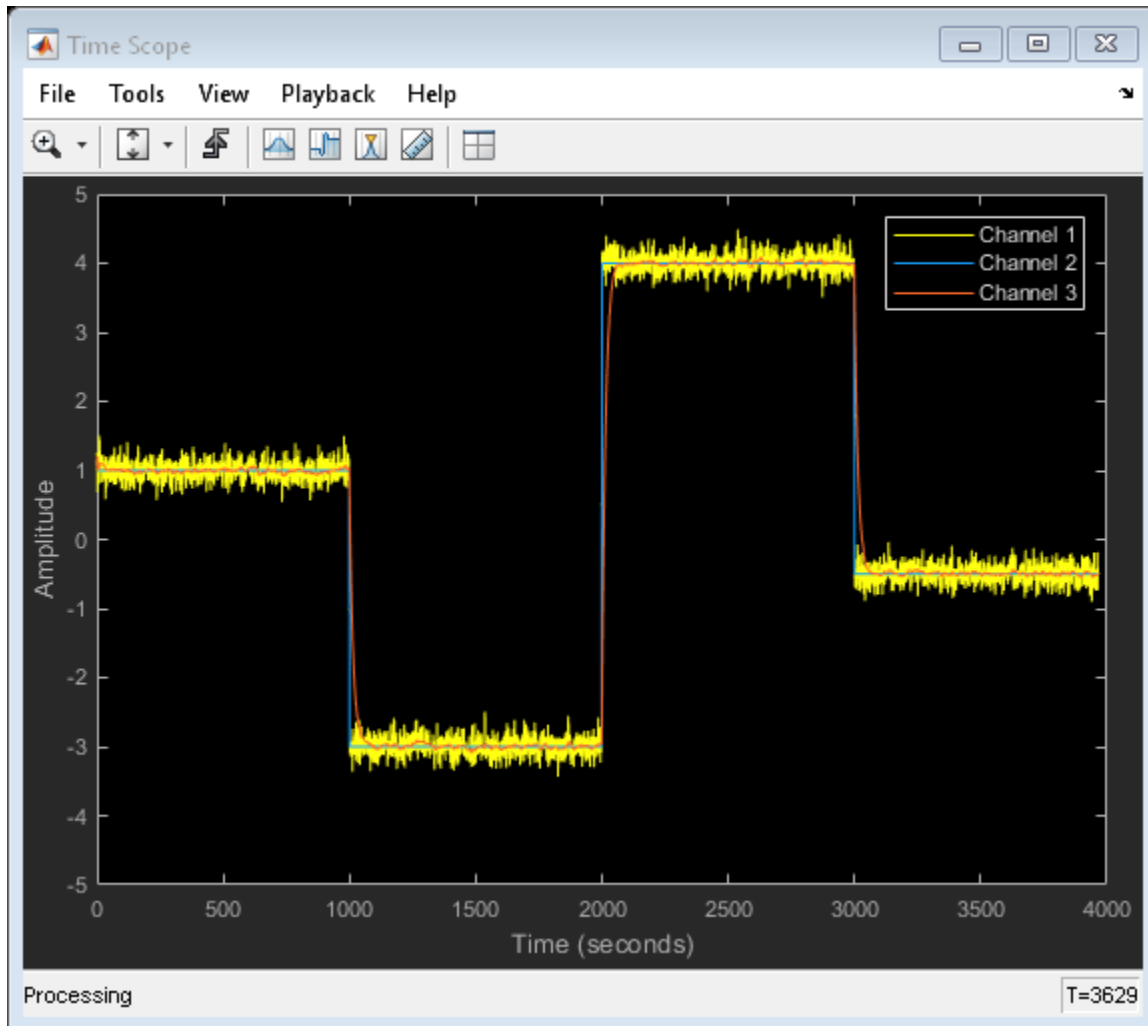 Time Scope
File Tools View Playback Help
5
4
3
2
1
0
-1
-2
-3
-4
-5
Amplitude
Channel 1
Channel 2
Channel 3
0 500 1000 1500 2000 2500 3000 3500 4000
Time (seconds)
Processing T=3629